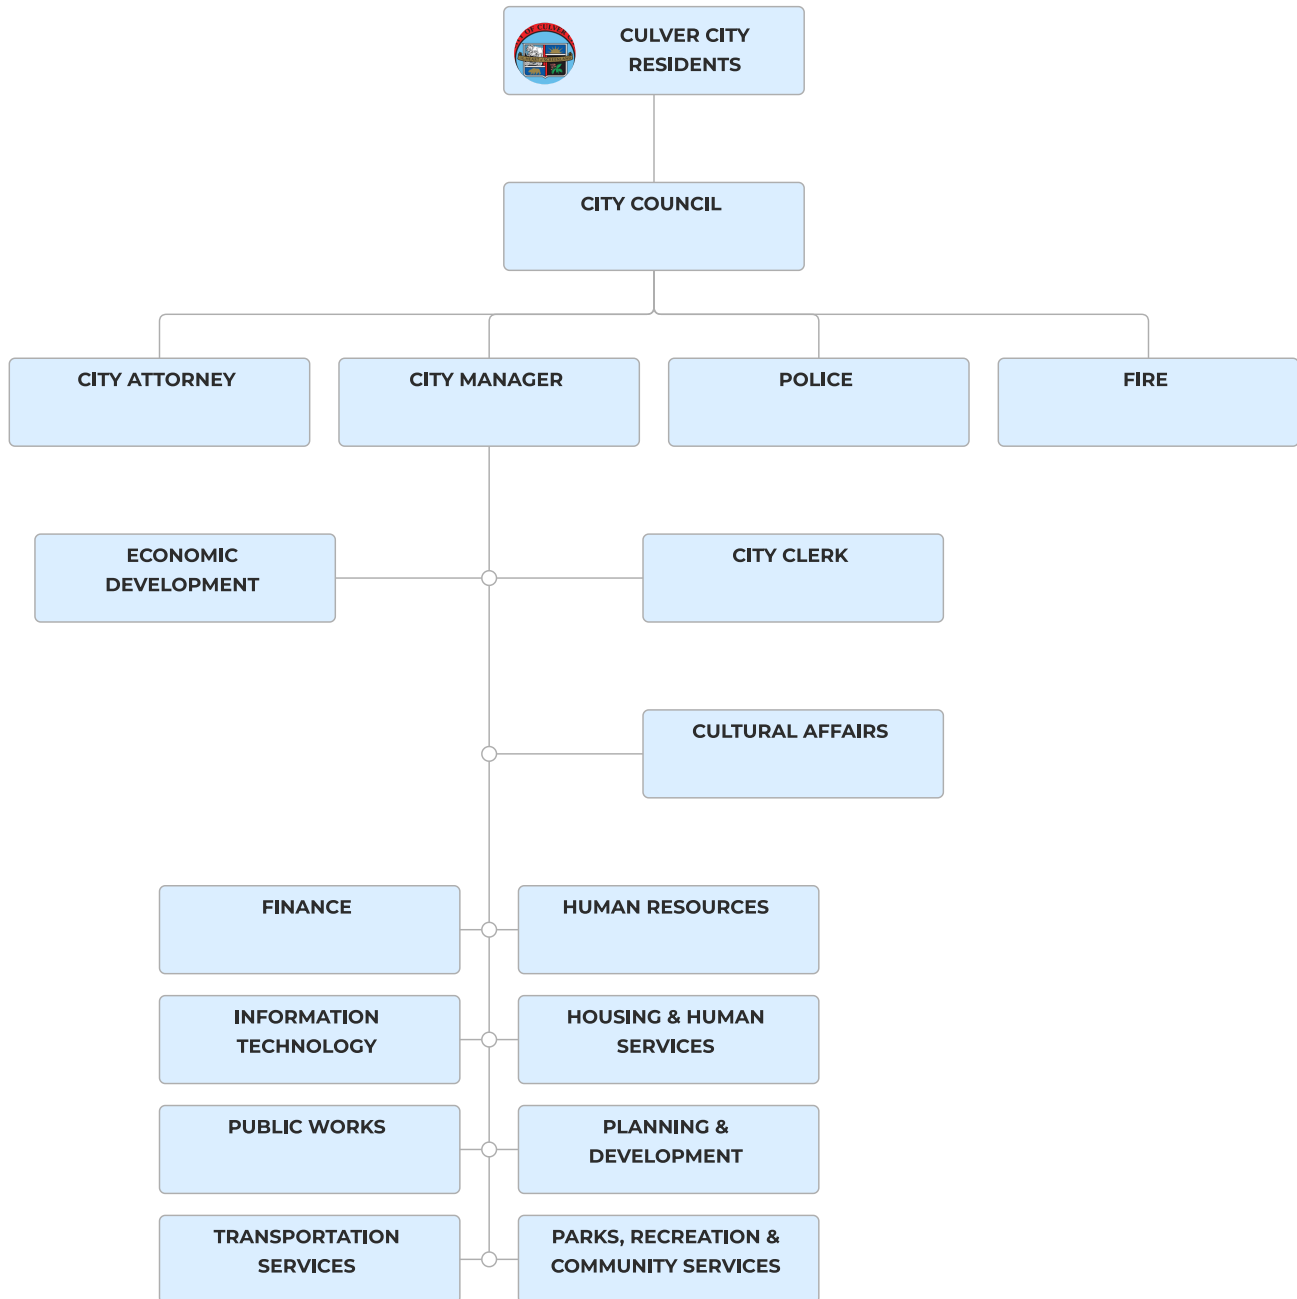 CULVER CITY
RESIDENTS
CITY COUNCIL
CITY ATTORNEY
CITY MANAGER
POLICE
FIRE
ECONOMIC
DEVELOPMENT
CITY CLERK
CULTURAL AFFAIRS
FINANCE
HUMAN RESOURCES
INFORMATION
TECHNOLOGY
HOUSING & HUMAN
SERVICES
PUBLIC WORKS
PLANNING &
DEVELOPMENT
TRANSPORTATION
SERVICES
PARKS, RECREATION &
COMMUNITY SERVICES